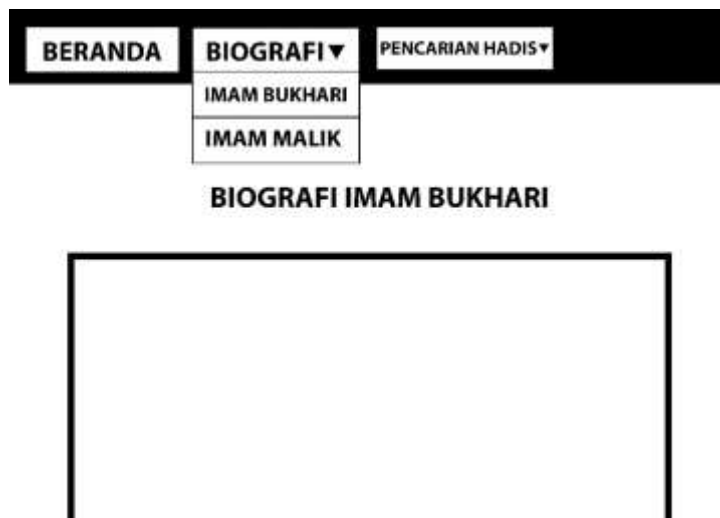 BERANDA BIOGRAFI▼ PENCARIAN HADIS▼
IMAM BUKHARI
IMAM MALIK
BIOGRAFI IMAM BUKHARI